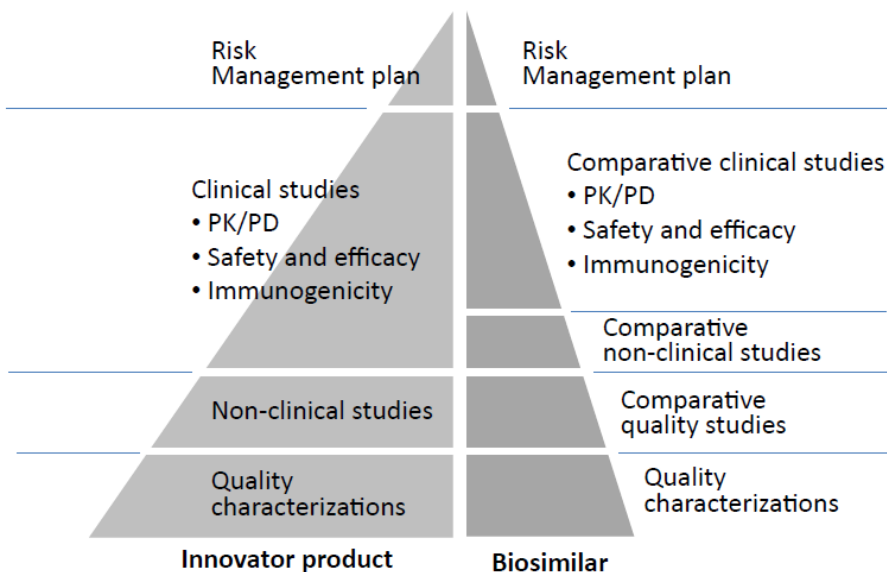 Risk
Management plan
Clinical studies
• PK/PD
• Safety and efficacy
• Immunogenicity
Non-clinical studies
Quality
characterizations
Innovator product
Risk
Management plan
Comparative clinical studies
• PK/PD
• Safety and efficacy
• Immunogenicity
Comparative
non-clinical studies
Comparative
quality studies
Quality
characterizations
Biosimilar